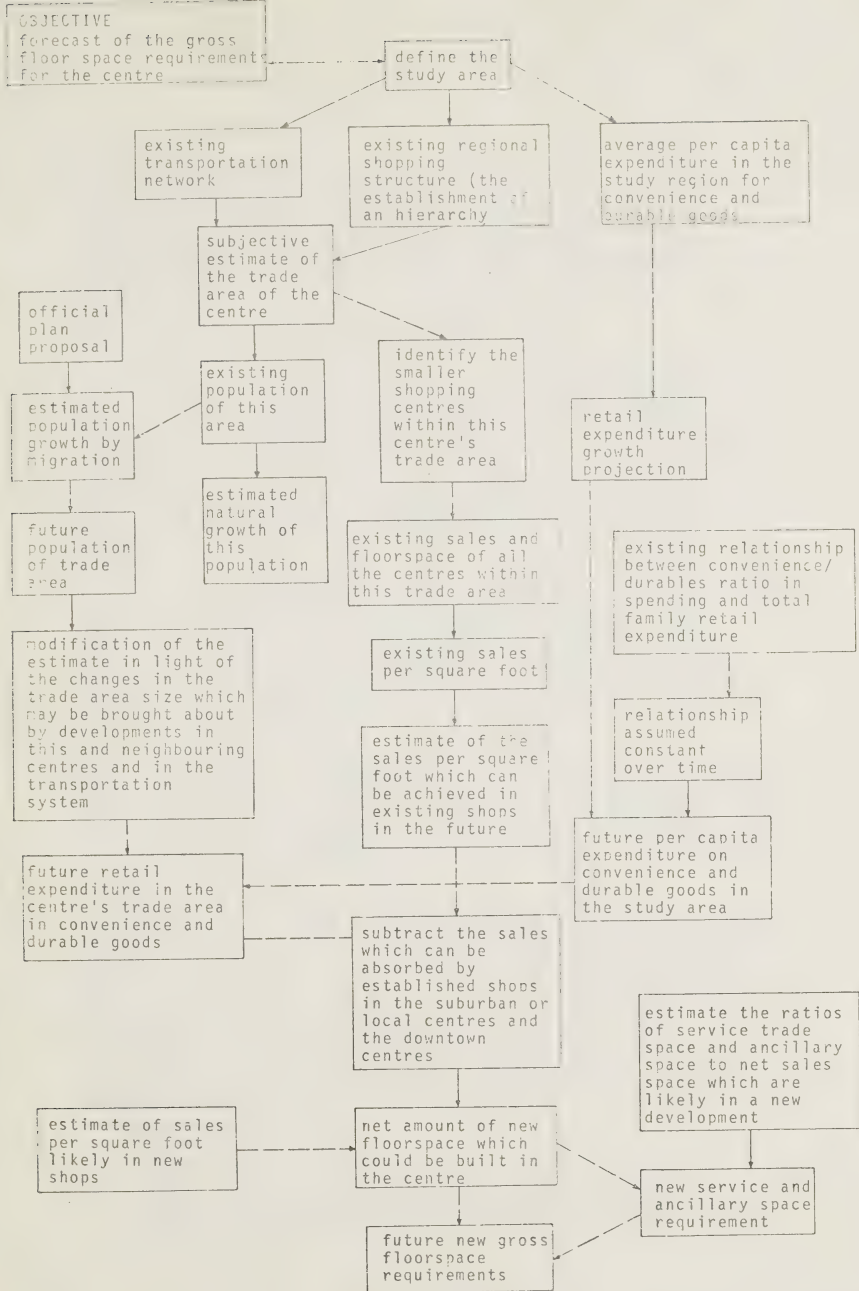 OBJECTIVE
forecast of the gross
floor space requirements
for the centre
define the
study area
existing
transportation
network
existing regional
shopping
structure (the
establishment of
an hierarchy
average per capita
expenditure in the
study region for
convenience and
durable goods
subjective
estimate of
the trade
area of the
centre
official
plan
proposal
existing
population
of this
area
identify the
smaller
shopping
centres
within this
centre's
trade area
estimated
population
growth by
migration
retail
expenditure
growth
projection
estimated
natural
growth of
this
population
future
population
of trade
area
existing sales and
floorspace of all
the centres within
this trade area
existing relationship
between convenience/
durables ratio in
spending and total
family retail
expenditure
modification of the
estimate in light of
the changes in the
trade area size which
may be brought about
by developments in
this and neighbouring
centres and in the
transportation
system
existing sales
per square foot
relationship
assumed
constant
over time
estimate of the
sales per square
foot which can
be achieved in
existing shops
in the future
future per capita
expenditure on
convenience and
durable goods in
the study area
future retail
expenditure in the
centre's trade area
in convenience and
durable goods
subtract the sales
which can be
absorbed by
established shops
in the suburban or
local centres and
the downtown
centres
estimate the ratios
of service trade
space and ancillary
space to net sales
space which are
likely in a new
development
estimate of sales
per square foot
likely in new
shops
net amount of new
floorspace which
could be built in
the centre
new service and
ancillary space
requirement
future new gross
floorspace
requirements